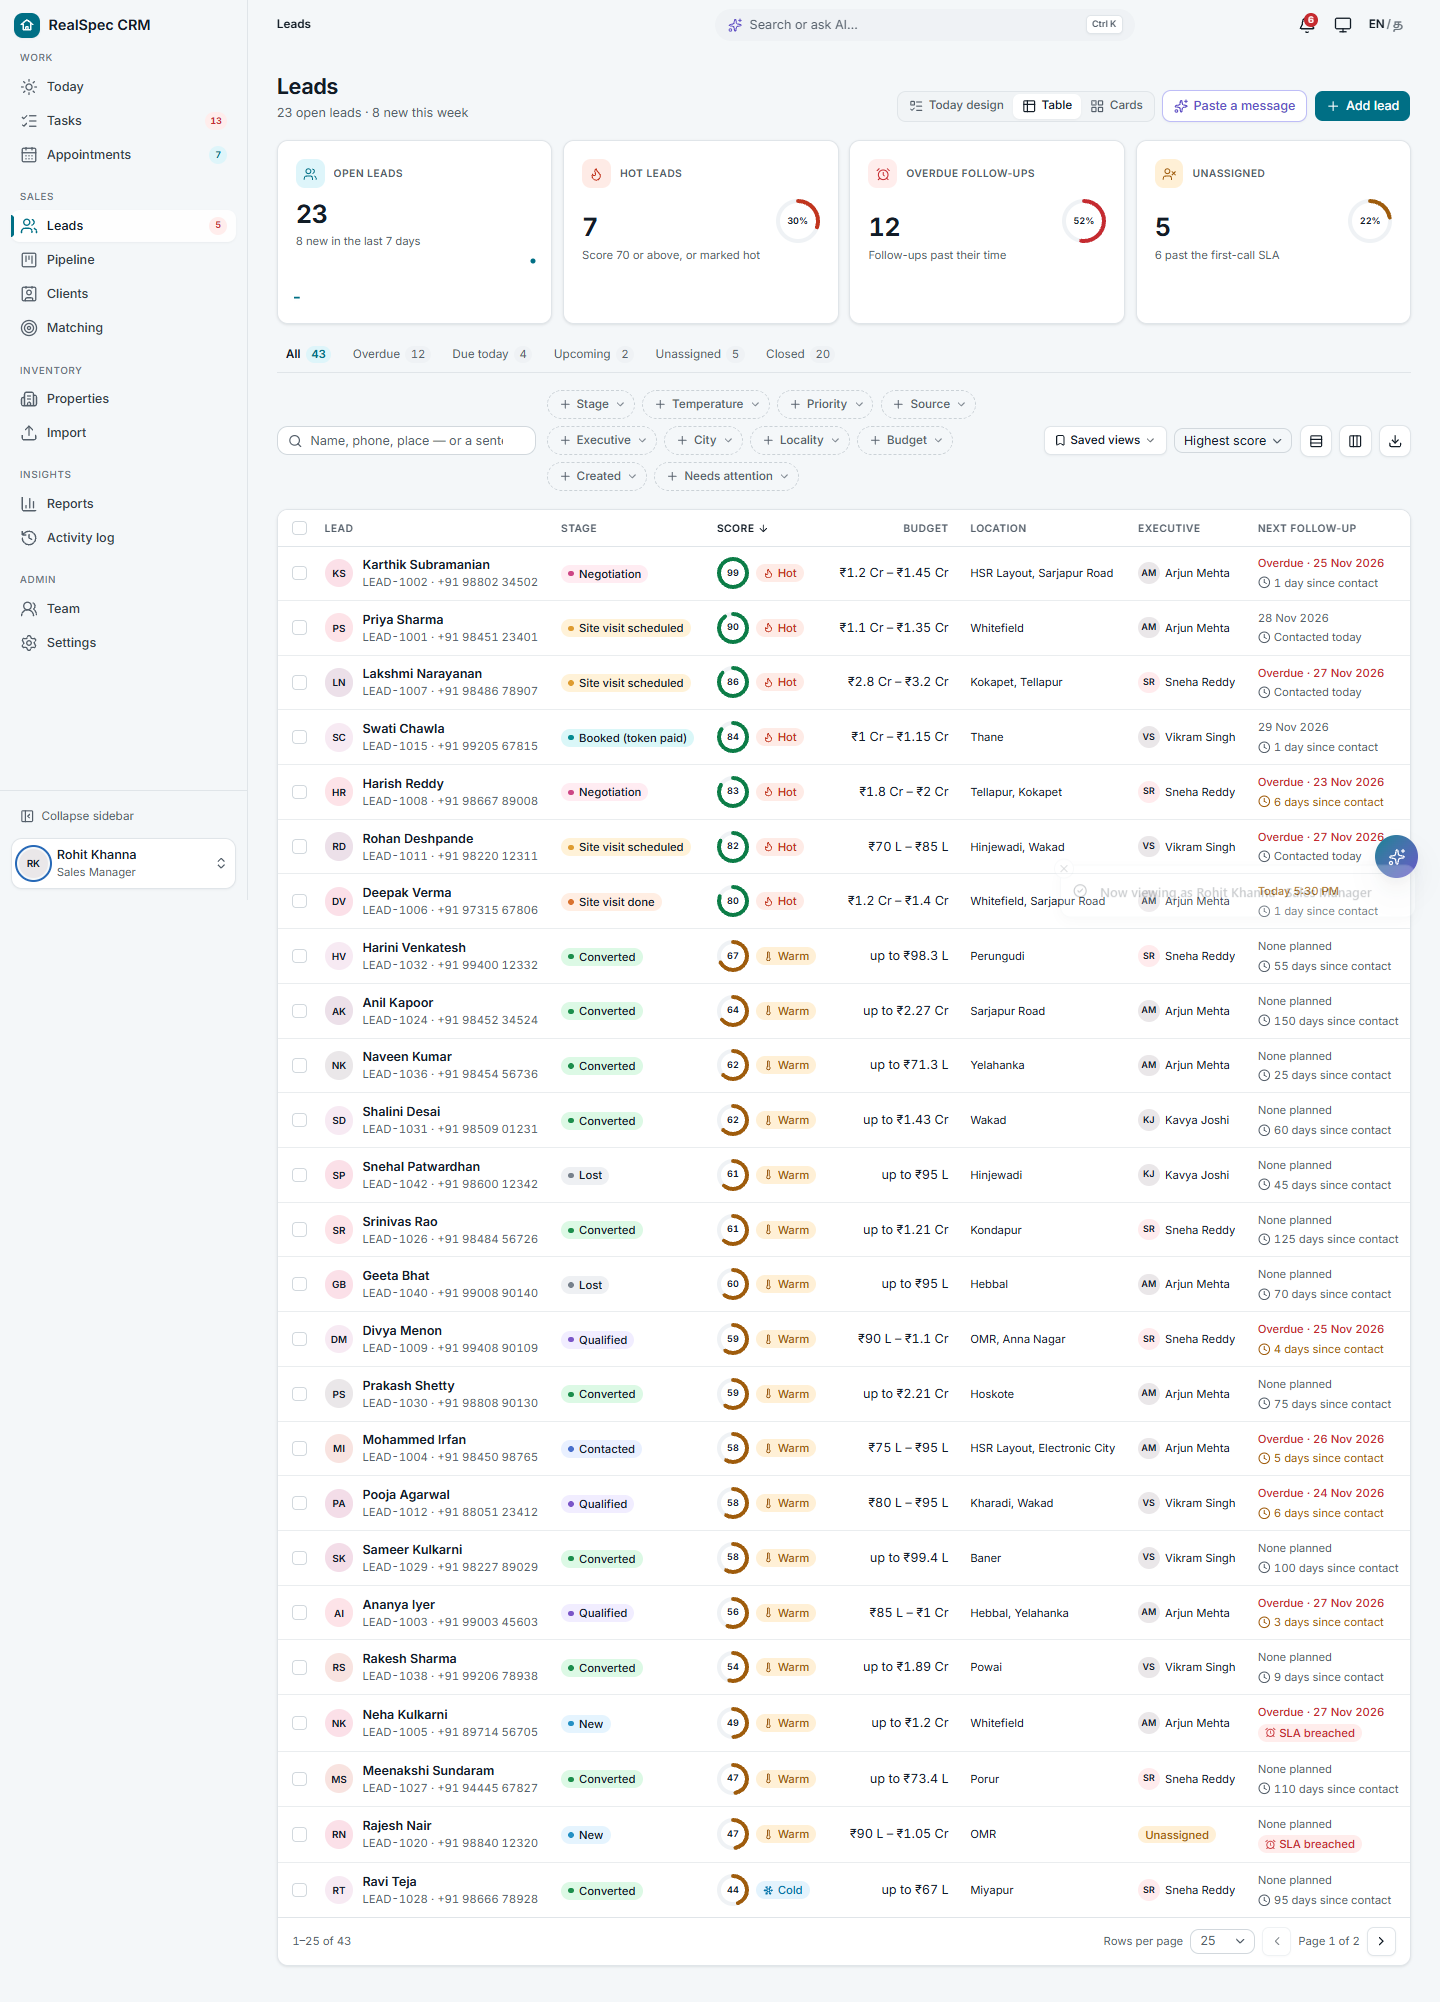 RealSpec CRM
WORK
Today
Tasks 13
Appointments 7
SALES
Leads 5
Pipeline
Clients
Matching
INVENTORY
Properties
Import
INSIGHTS
Reports
Activity log
ADMIN
Team
Settings
Collapse sidebar
RK Rohit Khanna
Sales Manager
Leads
Search or ask AI... Ctrl K
6
EN / த
Leads
23 open leads · 8 new this week
Today design Table Cards Paste a message Add lead
OPEN LEADS
23
8 new in the last 7 days
HOT LEADS
7 30%
Score 70 or above, or marked hot
OVERDUE FOLLOW-UPS
12 52%
Follow-ups past their time
UNASSIGNED
5 22%
6 past the first-call SLA
All 43 Overdue 12 Due today 4 Upcoming 2 Unassigned 5 Closed 20
Name, phone, place — or a sent
Stage Temperature Priority Source
Executive City Locality Budget
Created Needs attention
Saved views Highest score
LEAD STAGE SCORE BUDGET LOCATION EXECUTIVE NEXT FOLLOW-UP
KS Karthik Subramanian Negotiation 99 Hot ₹1.2 Cr – ₹1.45 Cr HSR Layout, Sarjapur Road AM Arjun Mehta Overdue · 25 Nov 2026
LEAD-1002 · +91 98802 34502 1 day since contact
PS Priya Sharma Site visit scheduled 90 Hot ₹1.1 Cr – ₹1.35 Cr Whitefield AM Arjun Mehta 28 Nov 2026
LEAD-1001 · +91 98451 23401 Contacted today
LN Lakshmi Narayanan Site visit scheduled 86 Hot ₹2.8 Cr – ₹3.2 Cr Kokapet, Tellapur SR Sneha Reddy Overdue · 27 Nov 2026
LEAD-1007 · +91 98486 78907 Contacted today
SC Swati Chawla Booked (token paid) 84 Hot ₹1 Cr – ₹1.15 Cr Thane VS Vikram Singh 29 Nov 2026
LEAD-1015 · +91 99205 67815 1 day since contact
HR Harish Reddy Negotiation 83 Hot ₹1.8 Cr – ₹2 Cr Tellapur, Kokapet SR Sneha Reddy Overdue · 23 Nov 2026
LEAD-1008 · +91 98667 89008 6 days since contact
RD Rohan Deshpande Site visit scheduled 82 Hot ₹70 L – ₹85 L Hinjewadi, Wakad VS Vikram Singh Overdue · 27 Nov 2026
LEAD-1011 · +91 98220 12311 Contacted today
DV Deepak Verma Site visit done 80 Hot ₹1.2 Cr – ₹1.4 Cr Whitefield, Sarjapur Road AM Arjun Mehta Today 5:30 PM
LEAD-1006 · +91 97315 67806 1 day since contact
Now viewing as Rohit Khanna Sales Manager
HV Harini Venkatesh Converted 67 Warm up to ₹98.3 L Perungudi SR Sneha Reddy None planned
LEAD-1032 · +91 99400 12332 55 days since contact
AK Anil Kapoor Converted 64 Warm up to ₹2.27 Cr Sarjapur Road AM Arjun Mehta None planned
LEAD-1024 · +91 98452 34524 150 days since contact
NK Naveen Kumar Converted 62 Warm up to ₹71.3 L Yelahanka AM Arjun Mehta None planned
LEAD-1036 · +91 98454 56736 25 days since contact
SD Shalini Desai Converted 62 Warm up to ₹1.43 Cr Wakad KJ Kavya Joshi None planned
LEAD-1031 · +91 98509 01231 60 days since contact
SP Snehal Patwardhan Lost 61 Warm up to ₹95 L Hinjewadi KJ Kavya Joshi None planned
LEAD-1042 · +91 98600 12342 45 days since contact
SR Srinivas Rao Converted 61 Warm up to ₹1.21 Cr Kondapur SR Sneha Reddy None planned
LEAD-1026 · +91 98484 56726 125 days since contact
GB Geeta Bhat Lost 60 Warm up to ₹95 L Hebbal AM Arjun Mehta None planned
LEAD-1040 · +91 99008 90140 70 days since contact
DM Divya Menon Qualified 59 Warm ₹90 L – ₹1.1 Cr OMR, Anna Nagar SR Sneha Reddy Overdue · 25 Nov 2026
LEAD-1009 · +91 99408 90109 4 days since contact
PS Prakash Shetty Converted 59 Warm up to ₹2.21 Cr Hoskote AM Arjun Mehta None planned
LEAD-1030 · +91 98808 90130 75 days since contact
MI Mohammed Irfan Contacted 58 Warm ₹75 L – ₹95 L HSR Layout, Electronic City AM Arjun Mehta Overdue · 26 Nov 2026
LEAD-1004 · +91 98450 98765 5 days since contact
PA Pooja Agarwal Qualified 58 Warm ₹80 L – ₹95 L Kharadi, Wakad VS Vikram Singh Overdue · 24 Nov 2026
LEAD-1012 · +91 88051 23412 6 days since contact
SK Sameer Kulkarni Converted 58 Warm up to ₹99.4 L Baner VS Vikram Singh None planned
LEAD-1029 · +91 98227 89029 100 days since contact
AI Ananya Iyer Qualified 56 Warm ₹85 L – ₹1 Cr Hebbal, Yelahanka AM Arjun Mehta Overdue · 27 Nov 2026
LEAD-1003 · +91 99003 45603 3 days since contact
RS Rakesh Sharma Converted 54 Warm up to ₹1.89 Cr Powai VS Vikram Singh None planned
LEAD-1038 · +91 99206 78938 9 days since contact
NK Neha Kulkarni New 49 Warm up to ₹1.2 Cr Whitefield AM Arjun Mehta Overdue · 27 Nov 2026
LEAD-1005 · +91 89714 56705 SLA breached
MS Meenakshi Sundaram Converted 47 Warm up to ₹73.4 L Porur SR Sneha Reddy None planned
LEAD-1027 · +91 94445 67827 110 days since contact
RN Rajesh Nair New 47 Warm ₹90 L – ₹1.05 Cr OMR Unassigned None planned
LEAD-1020 · +91 98840 12320 SLA breached
RT Ravi Teja Converted 44 Cold up to ₹67 L Miyapur SR Sneha Reddy None planned
LEAD-1028 · +91 98666 78928 95 days since contact
1–25 of 43 Rows per page 25 Page 1 of 2